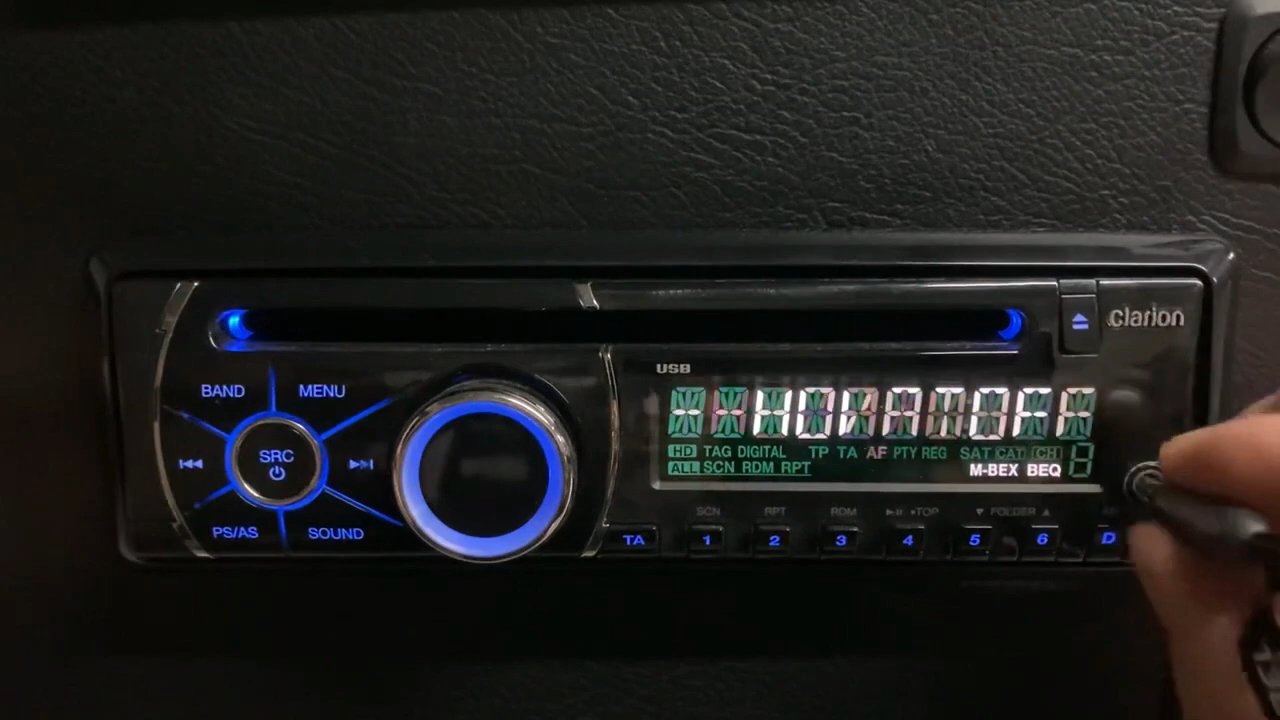 clarion
BAND MENU
SRC
PS/AS SOUND
USB
HD TAG DIGITAL TP TA AF PTY REG SAT CAT CH
ALL SCN RDM RPT M-BEX BEQ
SCN RPT RDM TOP FOLDER
TA 1 2 3 4 5 6 D